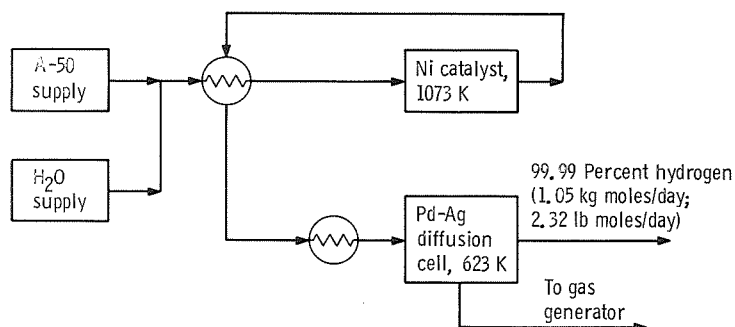 A-50
supply
Ni catalyst,
1073 K
H2O
supply
99.99 Percent hydrogen
(1.05 kg moles/day;
2.32 lb moles/day)
Pd-Ag
diffusion
cell, 623 K
To gas
generator